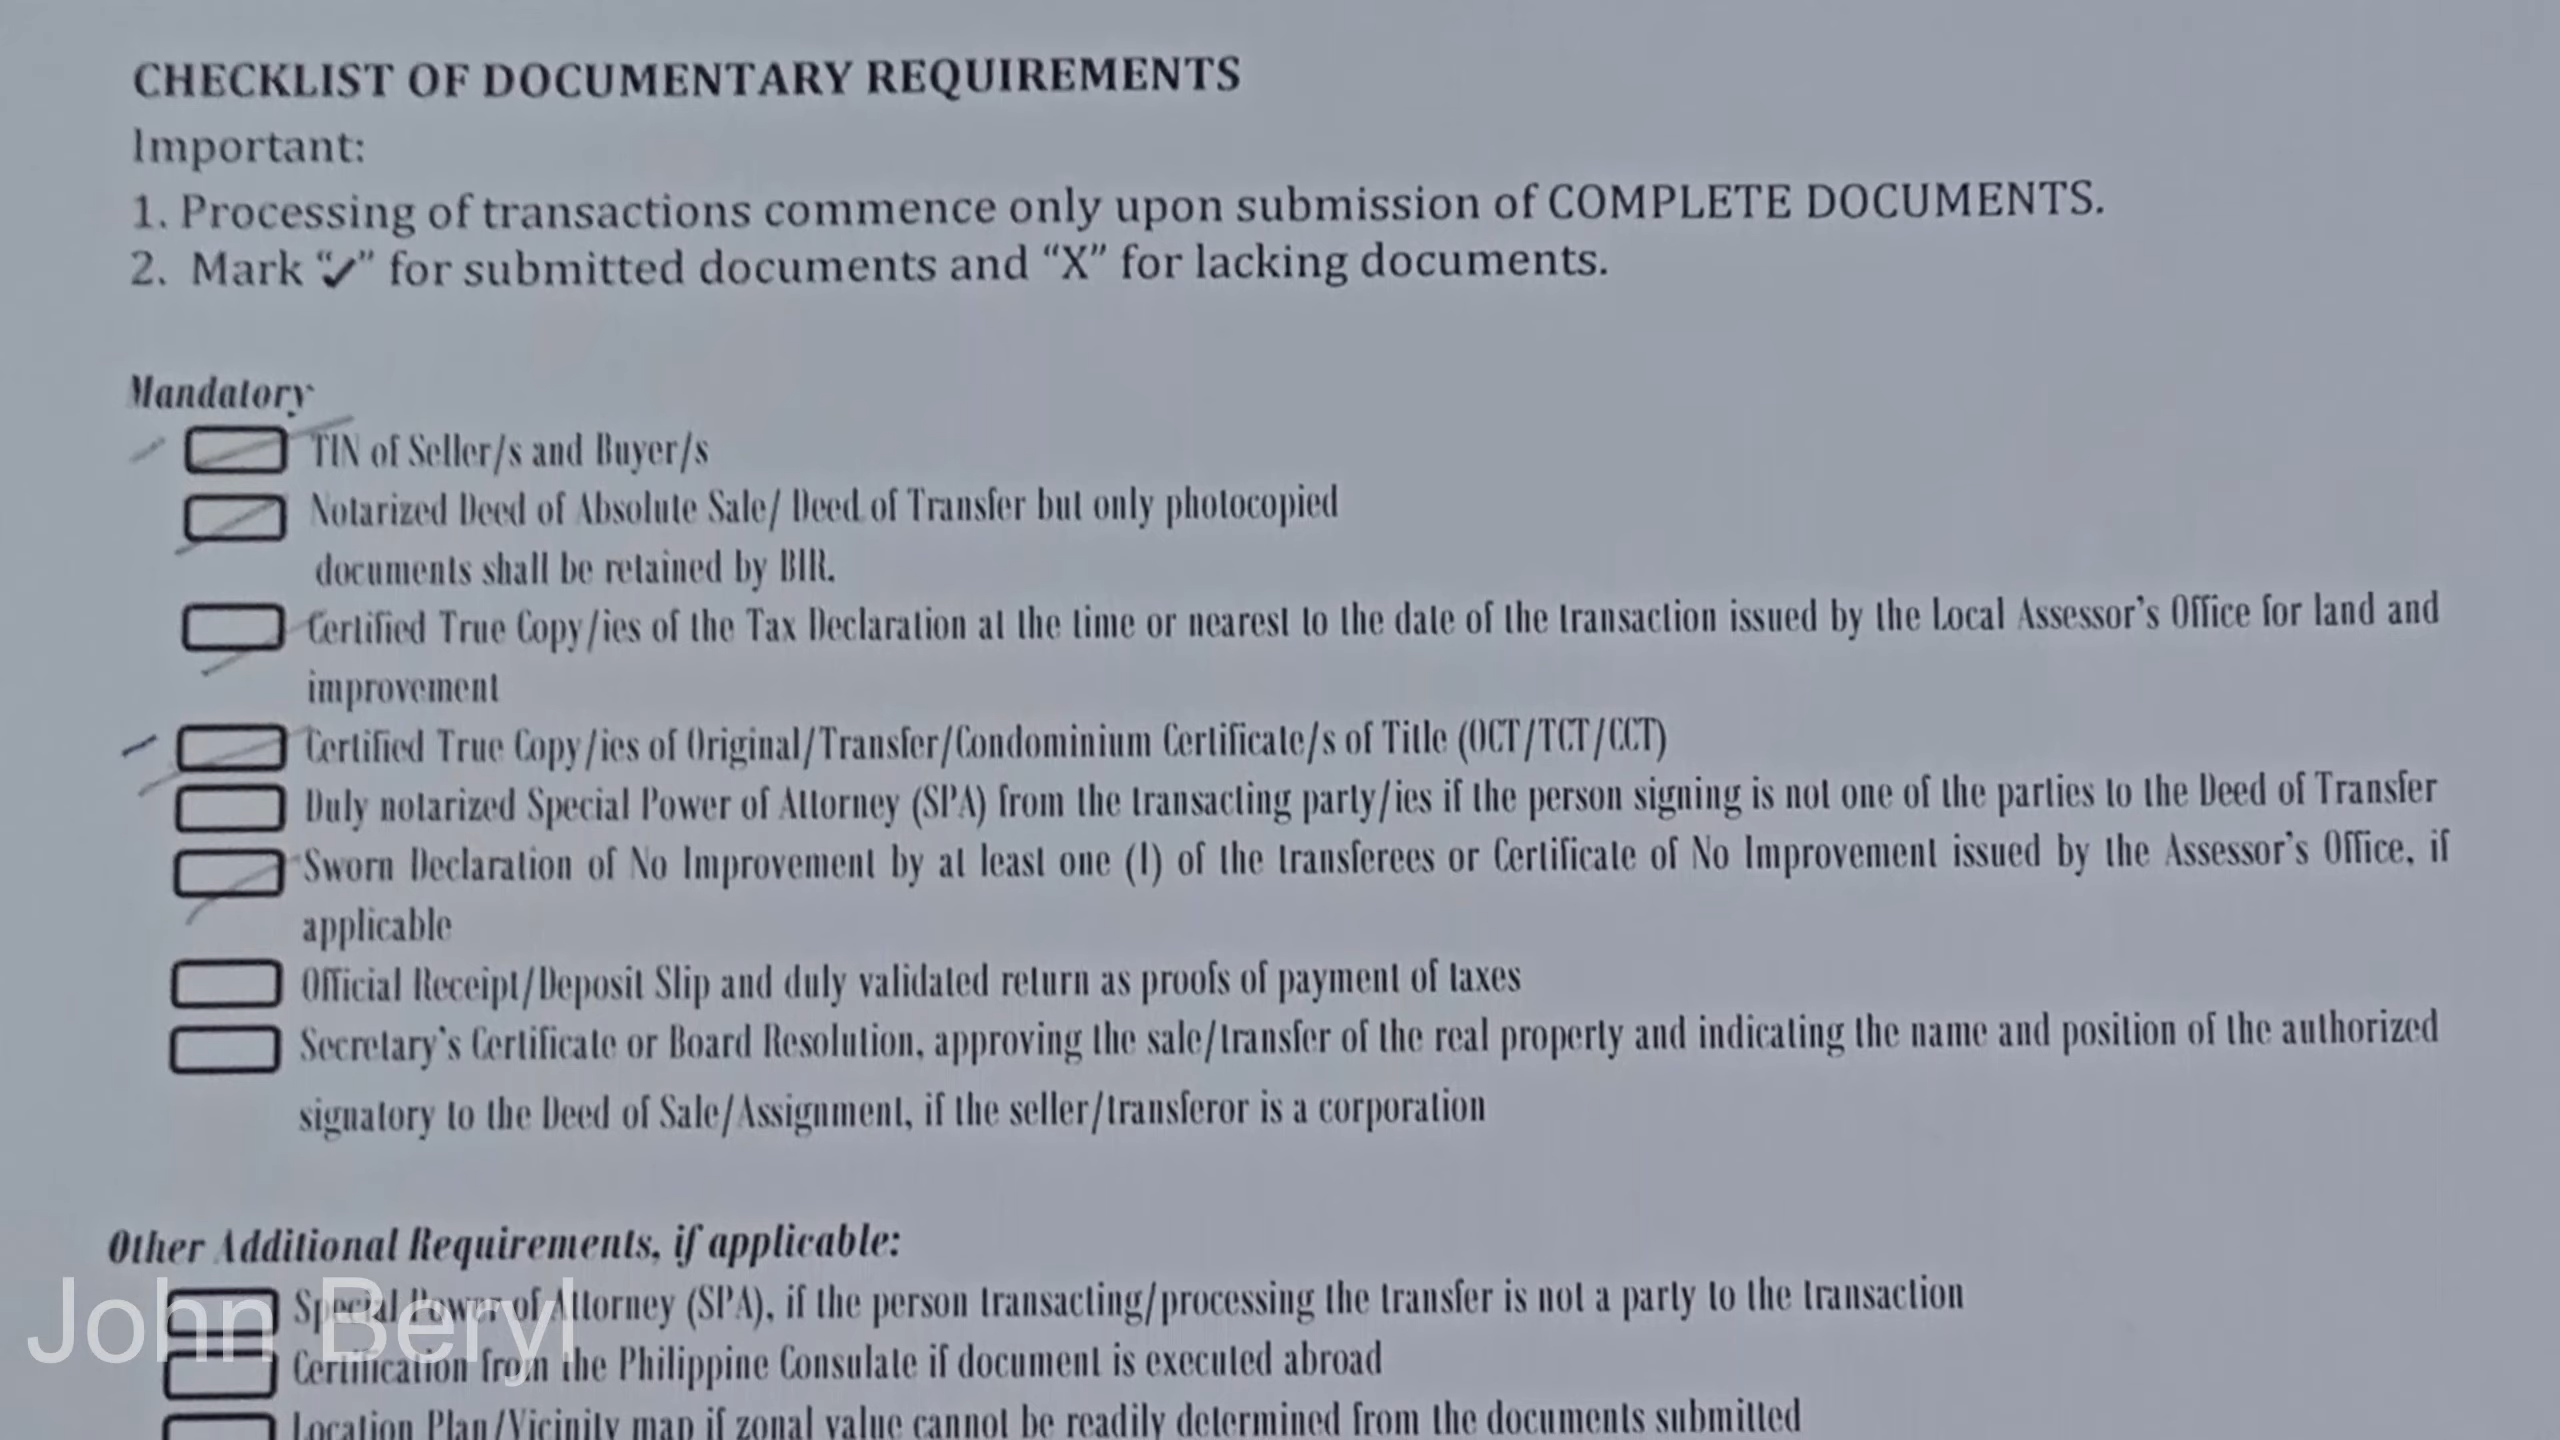 CHECKLIST OF DOCUMENTARY REQUIREMENTS
Important:
1. Processing of transactions commence only upon submission of COMPLETE DOCUMENTS.
2. Mark “✓” for submitted documents and “X” for lacking documents.
Mandatory
TIN of Seller/s and Buyer/s
Notarized Deed of Absolute Sale/ Deed of Transfer but only photocopied
documents shall be retained by BIR.
Certified True Copy/ies of the Tax Declaration at the time or nearest to the date of the transaction issued by the Local Assessor’s Office for land and
improvement
Certified True Copy/ies of Original/Transfer/Condominium Certificate/s of Title (OCT/TCT/CCT)
Duly notarized Special Power of Attorney (SPA) from the transacting party/ies if the person signing is not one of the parties to the Deed of Transfer
Sworn Declaration of No Improvement by at least one (1) of the transferees or Certificate of No Improvement issued by the Assessor’s Office, if
applicable
Official Receipt/Deposit Slip and duly validated return as proofs of payment of taxes
Secretary’s Certificate or Board Resolution, approving the sale/transfer of the real property and indicating the name and position of the authorized
signatory to the Deed of Sale/Assignment, if the seller/transferor is a corporation
Other Additional Requirements, if applicable:
Special Power of Attorney (SPA), if the person transacting/processing the transfer is not a party to the transaction
John Beryl
Certification from the Philippine Consulate if document is executed abroad
Location Plan/Vicinity map if zonal value cannot be readily determined from the documents submitted